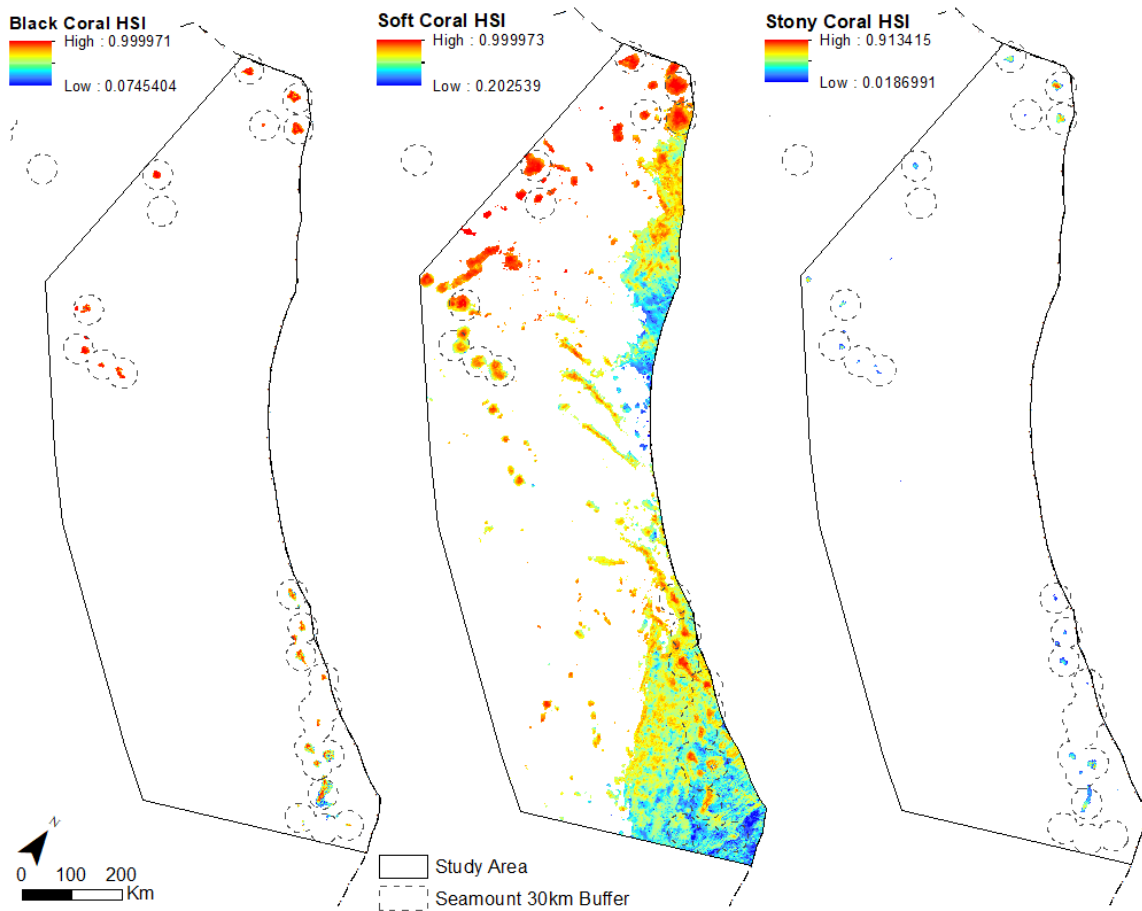 Black Coral HSI
High : 0.999971
Low : 0.0745404
Soft Coral HSI
High : 0.999973
Low : 0.202539
Stony Coral HSI
High : 0.913415
Low : 0.0186991
N
0 100 200
Km
Study Area
Seamount 30km Buffer